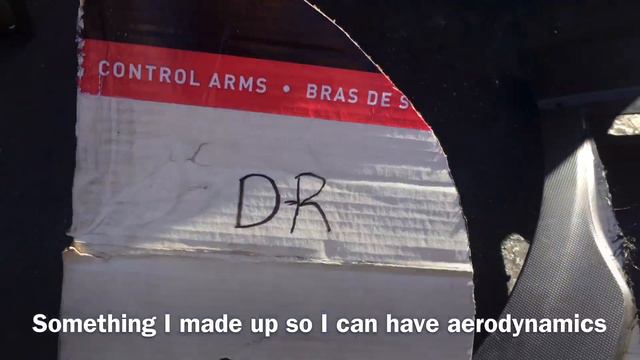 CONTROL ARMS • BRAS DE S
DR
Something I made up so I can have aerodynamics